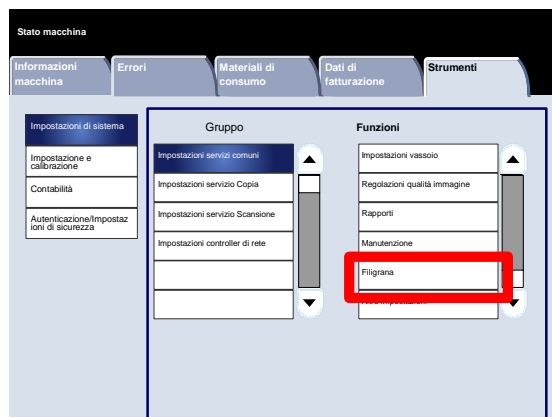 Stato macchina
Informazioni
macchina
Errori
Materiali di
consumo
Dati di
fatturazione
Strumenti
Impostazioni di sistema
Impostazione e
calibrazione
Contabilità
Autenticazione/Impostaz
ioni di sicurezza
Gruppo
Impostazioni servizi comuni
Impostazioni servizio Copia
Impostazioni servizio Scansione
Impostazioni controller di rete
Funzioni
Impostazioni vassoio
Regolazioni qualità immagine
Rapporti
Manutenzione
Filigrana